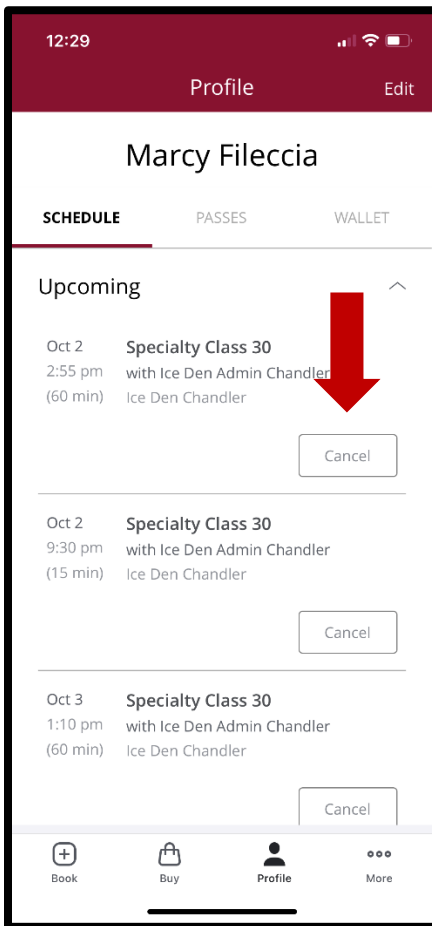 12:29
Profile
Edit
Marcy Fileccia
SCHEDULE PASSES WALLET
Upcoming
Oct 2 Specialty Class 30
2:55 pm with Ice Den Admin Chandler
(60 min) Ice Den Chandler
Cancel
Oct 2 Specialty Class 30
9:30 pm with Ice Den Admin Chandler
(15 min) Ice Den Chandler
Cancel
Oct 3 Specialty Class 30
1:10 pm with Ice Den Admin Chandler
(60 min) Ice Den Chandler
Cancel
Book Buy Profile More